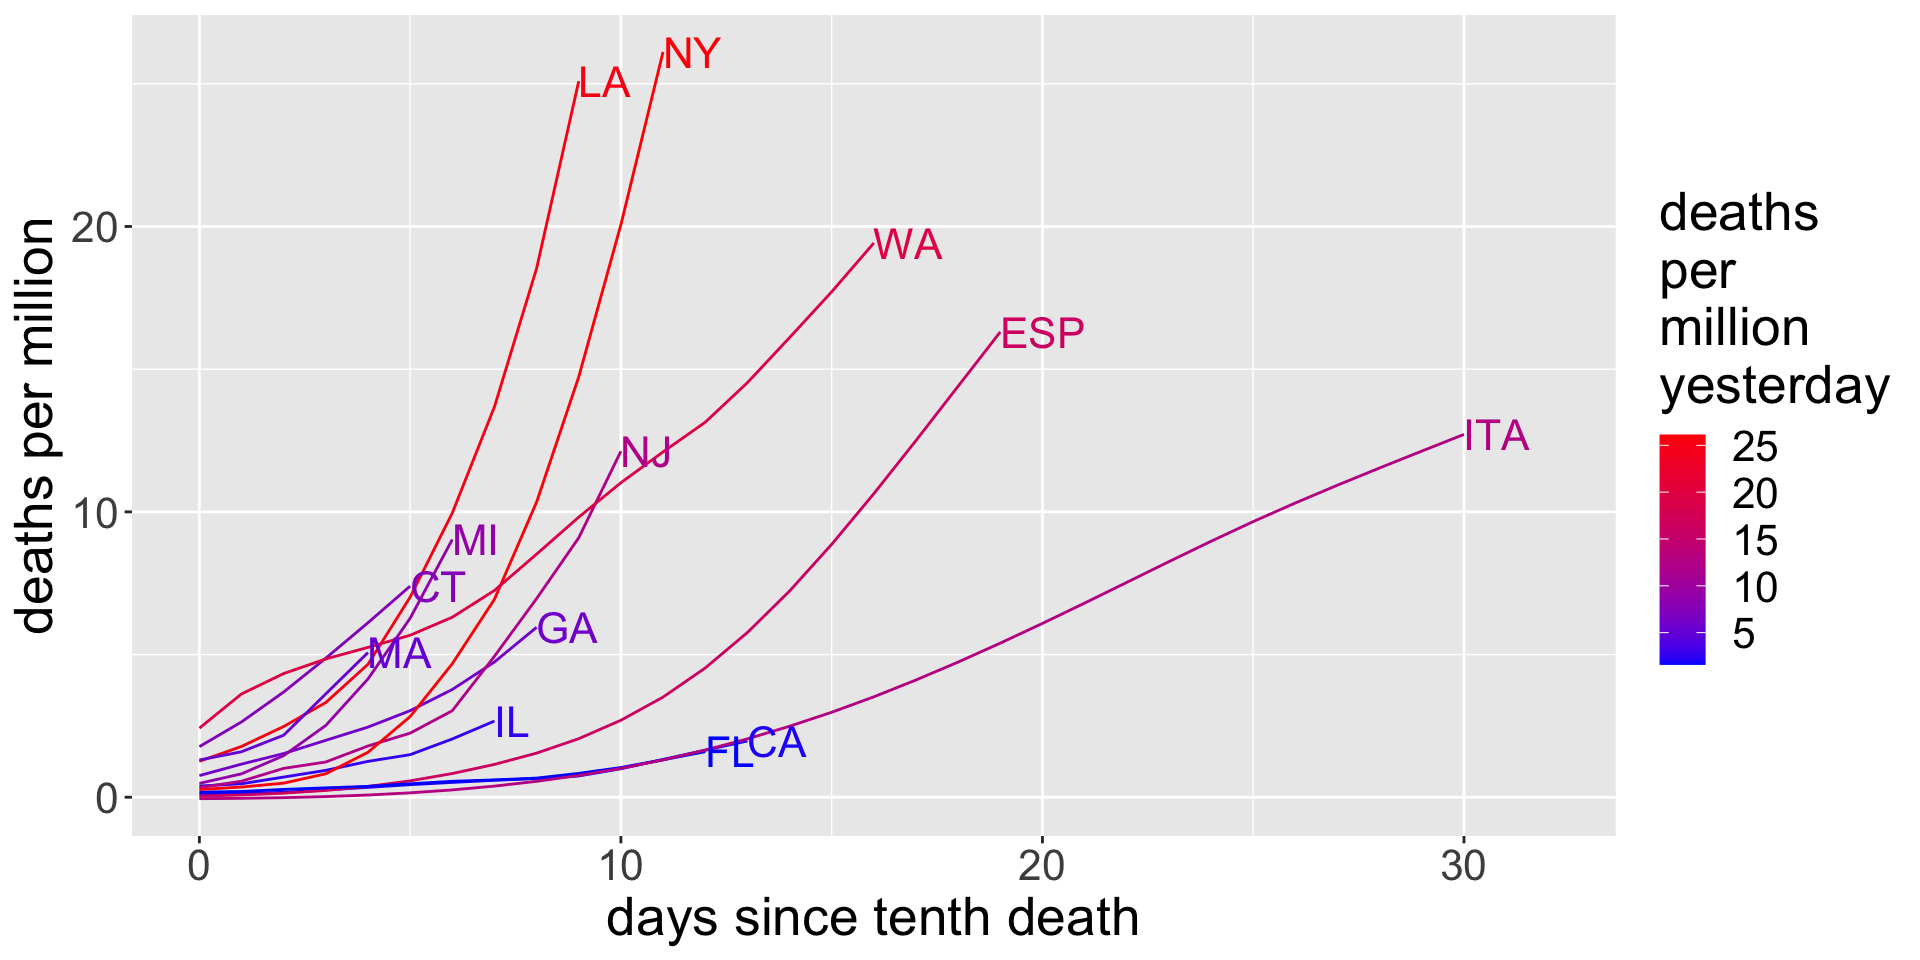 NY
LA
WA
ESP
ITA
NJ
MI
CT
GA
MA
IL
FL
CA
deaths per million
20
10
0
0 10 20 30
days since tenth death
deaths
per
million
yesterday
25
20
15
10
5